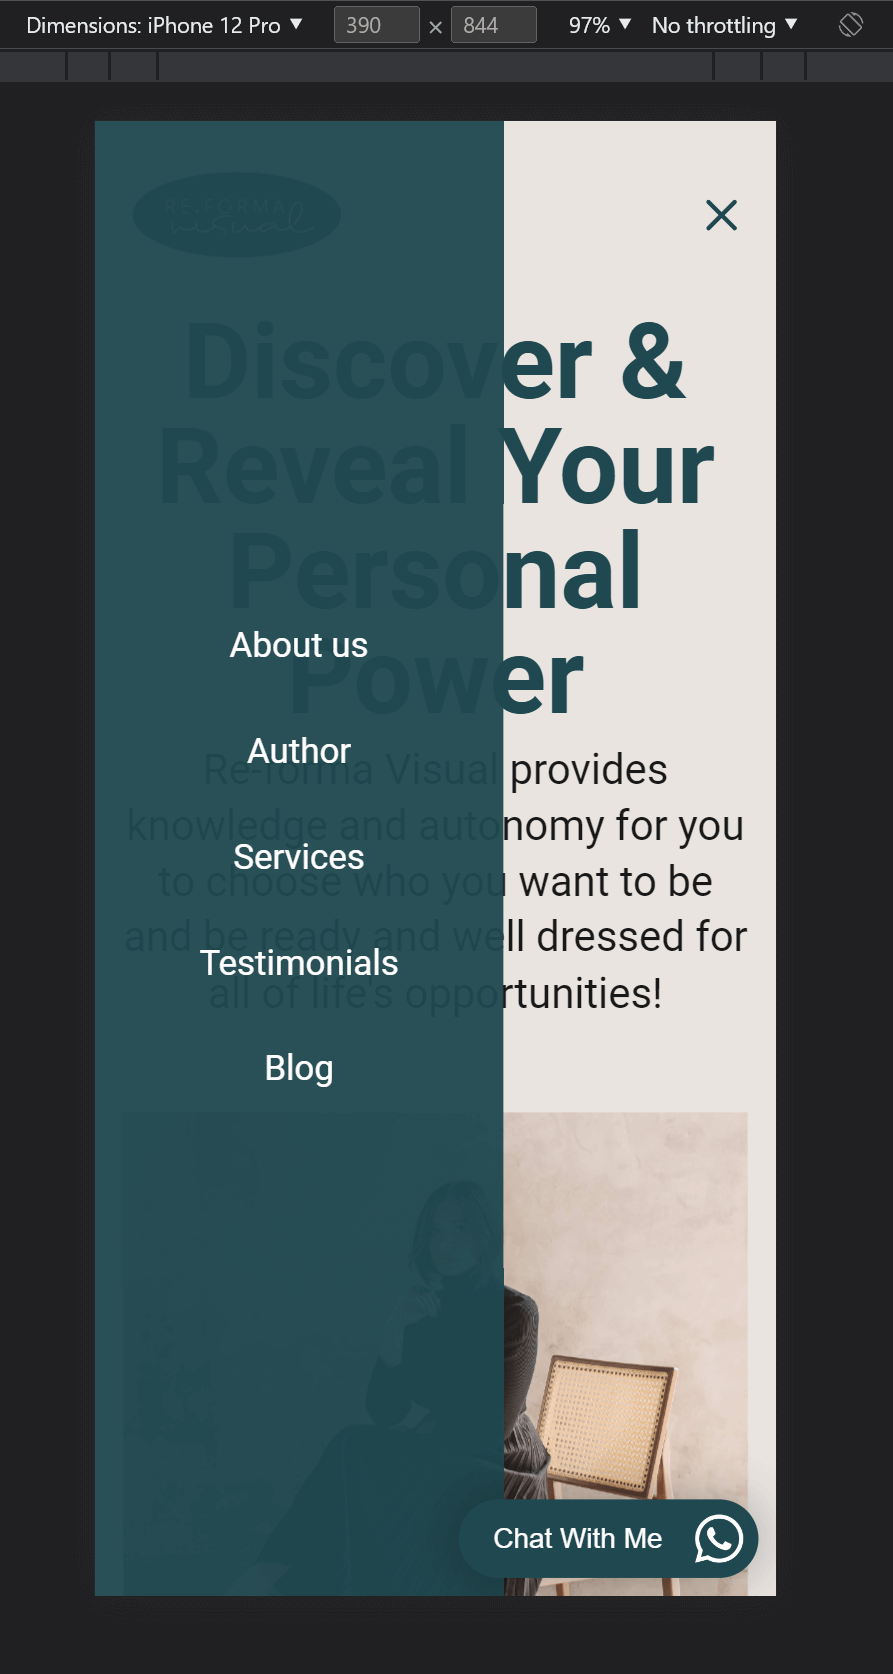 Dimensions: iPhone 12 Pro ▼ 390 × 844 97% ▼ No throttling ▼
RE.FORMA
visual
Discover &
Reveal Your
Personal
Power
About us
Author
Services
Testimonials
Blog
Re-forma Visual provides
knowledge and autonomy for you
to choose who you want to be
and be ready and well dressed for
all of life's opportunities!
Chat With Me